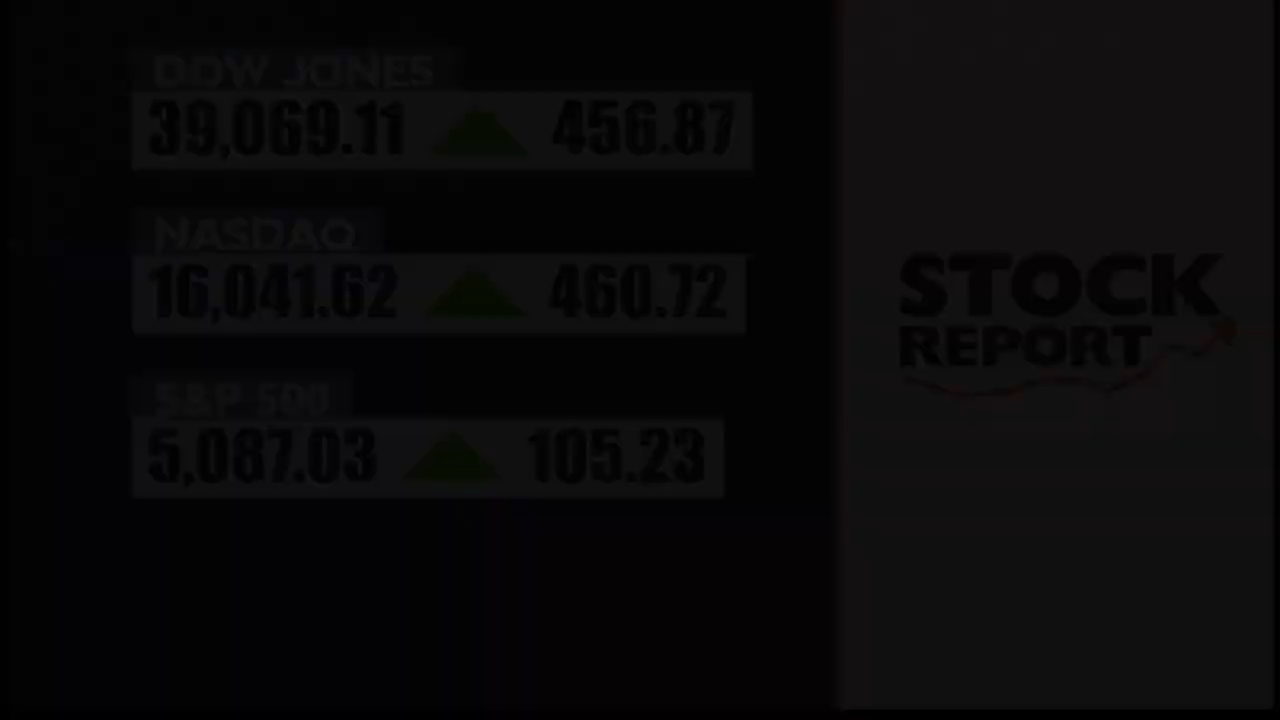 DOW JONES
39,069.11 456.87
NASDAQ
16,041.62 460.72
S&P 500
5,087.03 105.23
STOCK
REPORT